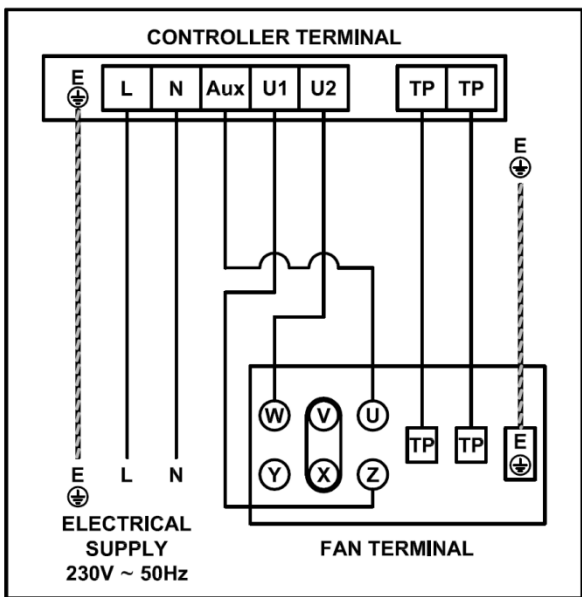 CONTROLLER TERMINAL
E L N Aux U1 U2 TP TP
E
W V U
TP TP E
Y X Z
E L N
ELECTRICAL
SUPPLY
230V ~ 50Hz
FAN TERMINAL